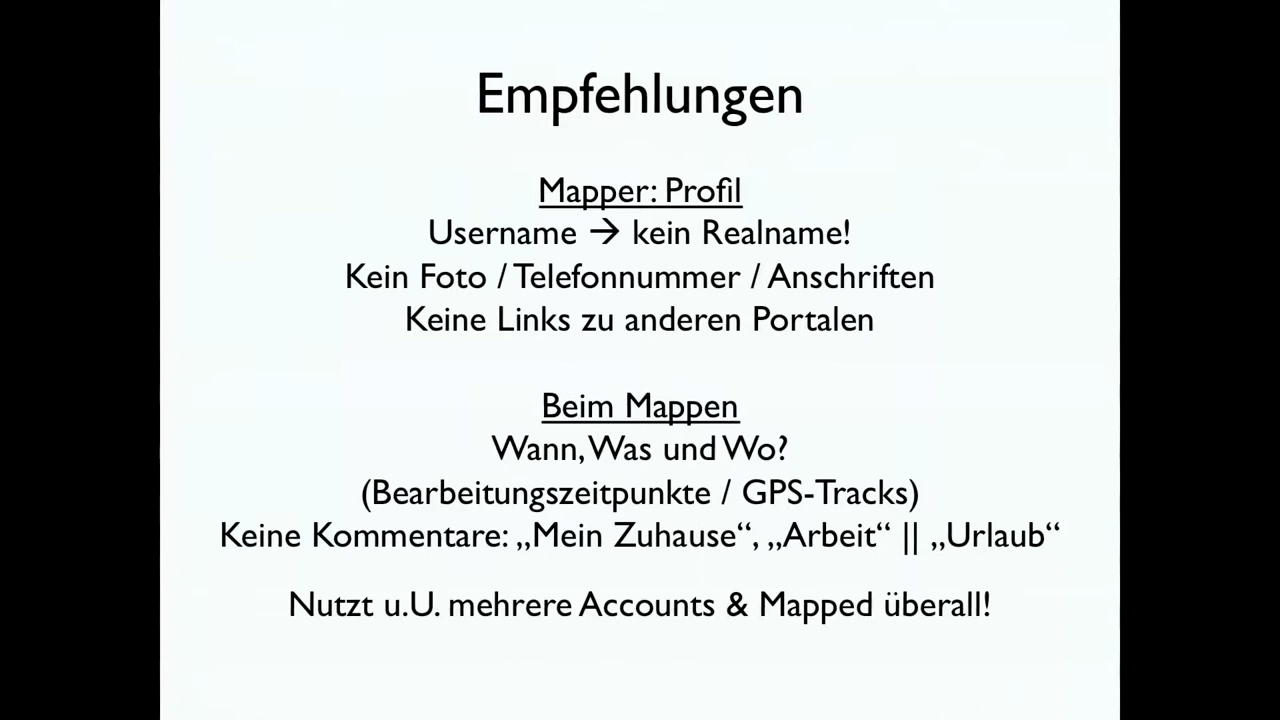 Empfehlungen
Mapper: Profil
Username → kein Realname!
Kein Foto / Telefonnummer / Anschriften
Keine Links zu anderen Portalen
Beim Mappen
Wann, Was und Wo?
(Bearbeitungszeitpunkte / GPS-Tracks)
Keine Kommentare: „Mein Zuhause“, „Arbeit“ || „Urlaub“
Nutzt u.U. mehrere Accounts & Mapped überall!